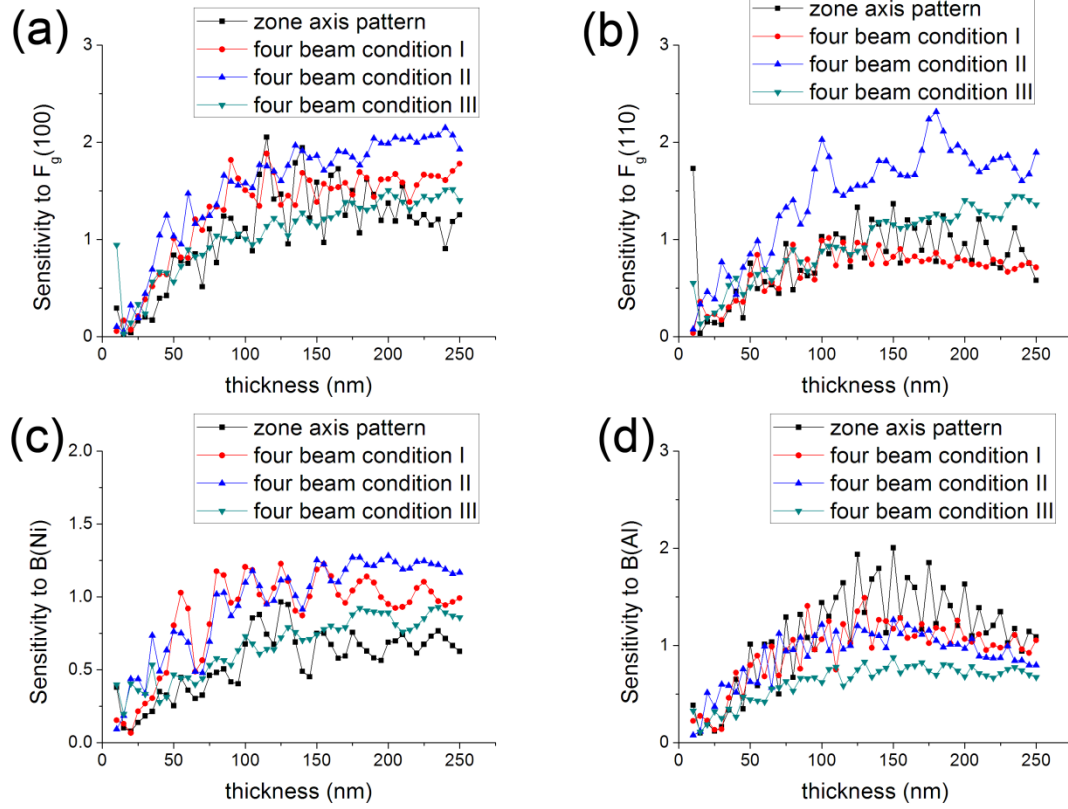 (a)
zone axis pattern
four beam condition I
four beam condition II
four beam condition III
3
2
1
0
Sensitivity to F_g(100)
0 50 100 150 200 250
thickness (nm)
(b)
zone axis pattern
four beam condition I
four beam condition II
four beam condition III
3
2
1
0
Sensitivity to F_g(110)
0 50 100 150 200 250
thickness (nm)
(c)
zone axis pattern
four beam condition I
four beam condition II
four beam condition III
2.0
1.5
1.0
0.5
0.0
Sensitivity to B(Ni)
0 50 100 150 200 250
thickness (nm)
(d)
zone axis pattern
four beam condition I
four beam condition II
four beam condition III
3
2
1
0
Sensitivity to B(Al)
0 50 100 150 200 250
thickness (nm)